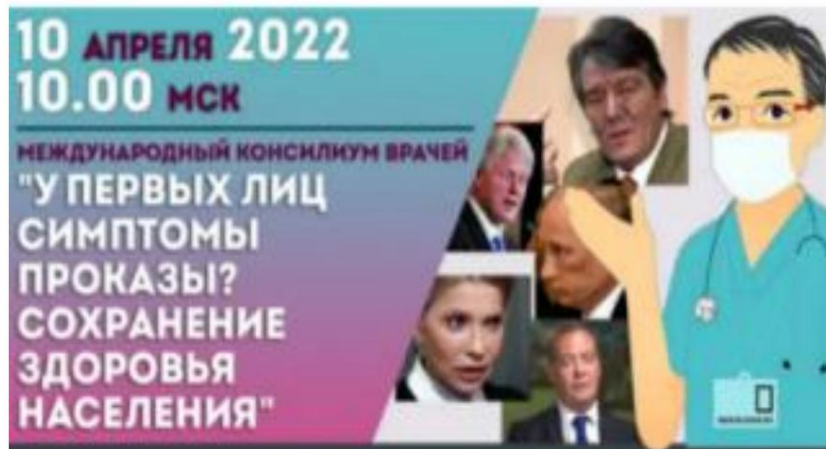 10 АПРЕЛЯ 2022
10.00 МСК
МЕЖДУНАРОДНЫЙ КОНСИЛИУМ ВРАЧЕЙ
"У ПЕРВЫХ ЛИЦ
СИМПТОМЫ
ПРОКАЗЫ?
СОХРАНЕНИЕ
ЗДОРОВЬЯ
НАСЕЛЕНИЯ"